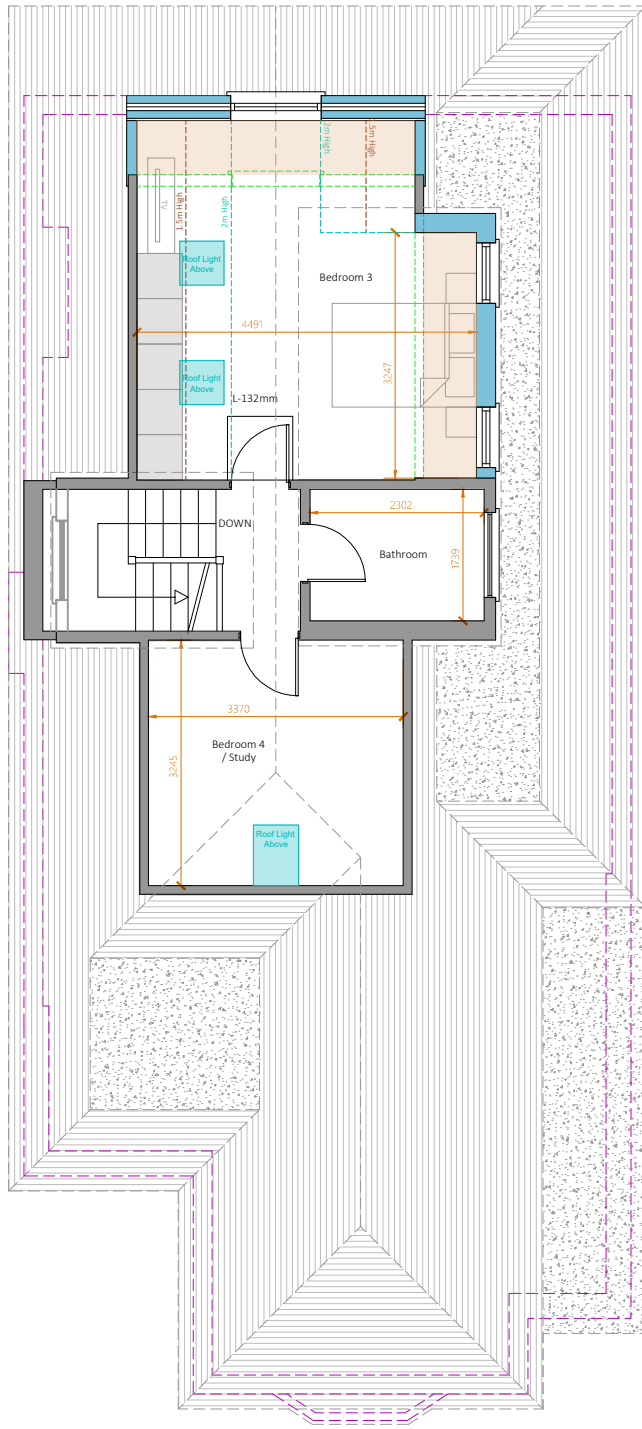 2m High
.5m High
TV
1.5m High
2m High
Roof Light
Above
Bedroom 3
4491
3247
Roof Light
Above
L-132mm
DOWN
2302
Bathroom
1739
3370
Bedroom 4
/ Study
3245
Roof Light
Above